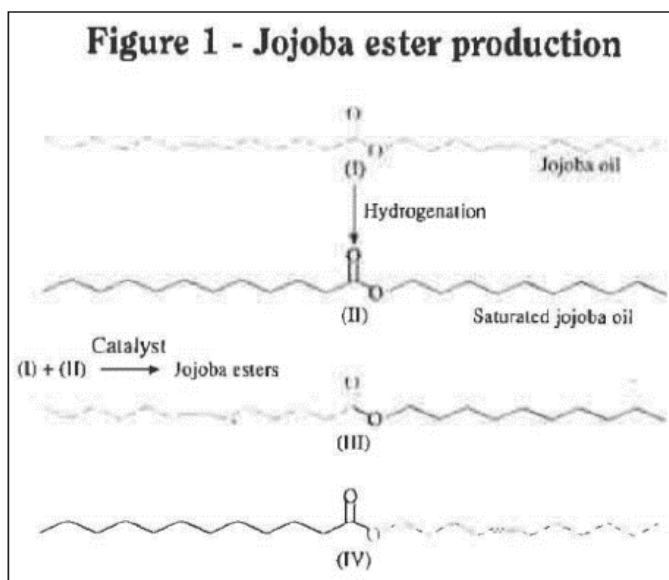 Figure 1 - Jojoba ester production
O
O
(I)
Jojoba oil
Hydrogenation
O
O
(II)
Saturated jojoba oil
Catalyst
(I) + (II) Jojoba esters
O
O
(III)
O
O
(IV)